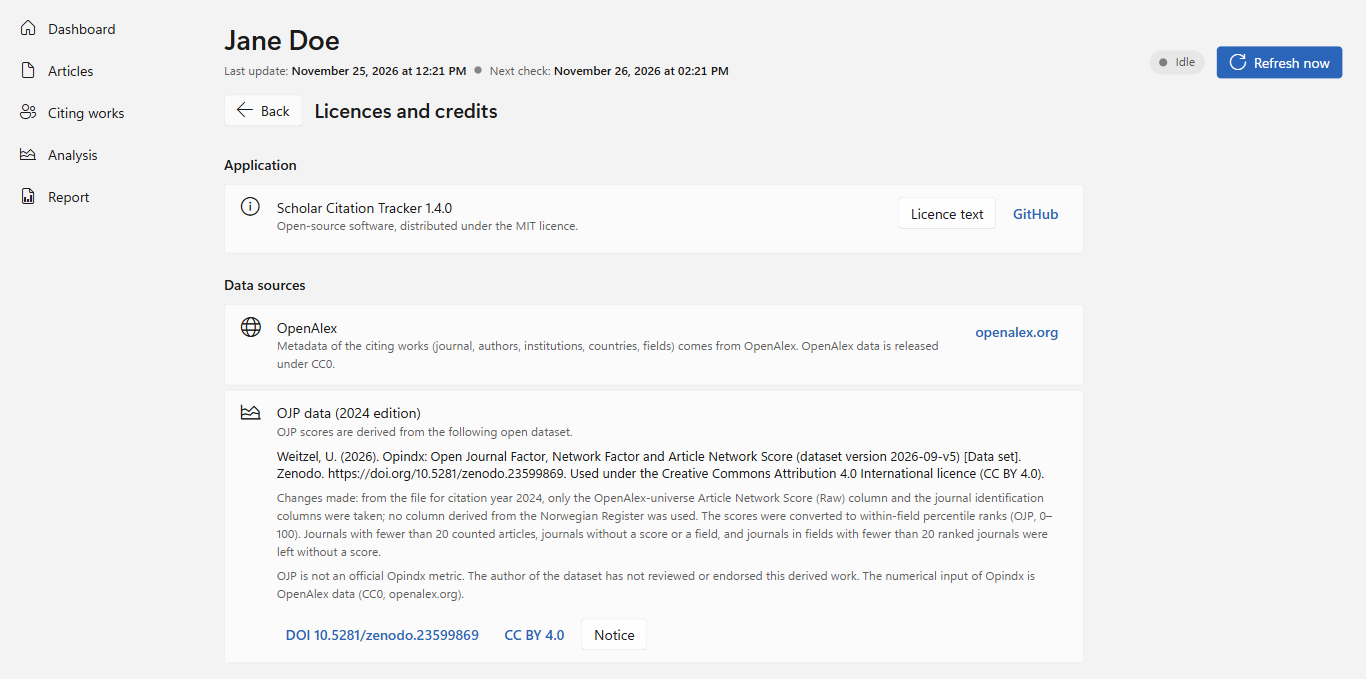 Dashboard
Articles
Citing works
Analysis
Report
Jane Doe
Last update: November 25, 2026 at 12:21 PM ● Next check: November 26, 2026 at 02:21 PM
Idle
Refresh now
Back
Licences and credits
Application
Scholar Citation Tracker 1.4.0
Open-source software, distributed under the MIT licence.
Licence text
GitHub
Data sources
OpenAlex
Metadata of the citing works (journal, authors, institutions, countries, fields) comes from OpenAlex. OpenAlex data is released
under CC0.
openalex.org
OJP data (2024 edition)
OJP scores are derived from the following open dataset.
Weitzel, U. (2026). Opindx: Open Journal Factor, Network Factor and Article Network Score (dataset version 2026-09-v5) [Data set].
Zenodo. https://doi.org/10.5281/zenodo.23599869. Used under the Creative Commons Attribution 4.0 International licence (CC BY 4.0).
Changes made: from the file for citation year 2024, only the OpenAlex-universe Article Network Score (Raw) column and the journal identification
columns were taken; no column derived from the Norwegian Register was used. The scores were converted to within-field percentile ranks (OJP, 0–
100). Journals with fewer than 20 counted articles, journals without a score or a field, and journals in fields with fewer than 20 ranked journals were
left without a score.
OJP is not an official Opindx metric. The author of the dataset has not reviewed or endorsed this derived work. The numerical input of Opindx is
OpenAlex data (CC0, openalex.org).
DOI 10.5281/zenodo.23599869
CC BY 4.0
Notice